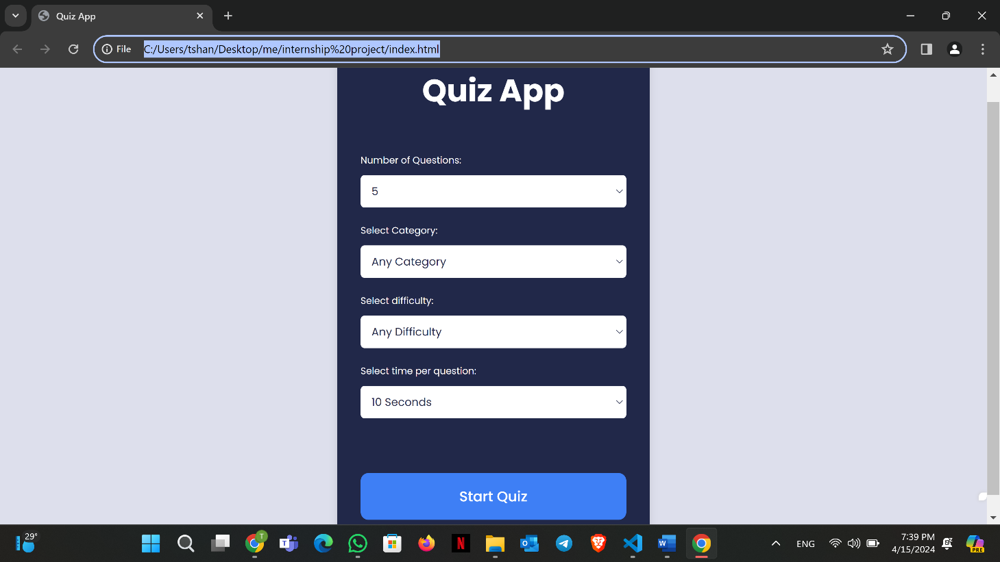 Quiz App
File
C:/Users/tshan/Desktop/me/internship%20project/index.html
Quiz App
Number of Questions:
5
Select Category:
Any Category
Select difficulty:
Any Difficulty
Select time per question:
10 Seconds
Start Quiz
29°
T
T
N
O
W
ENG
7:39 PM
4/15/2024
PRE